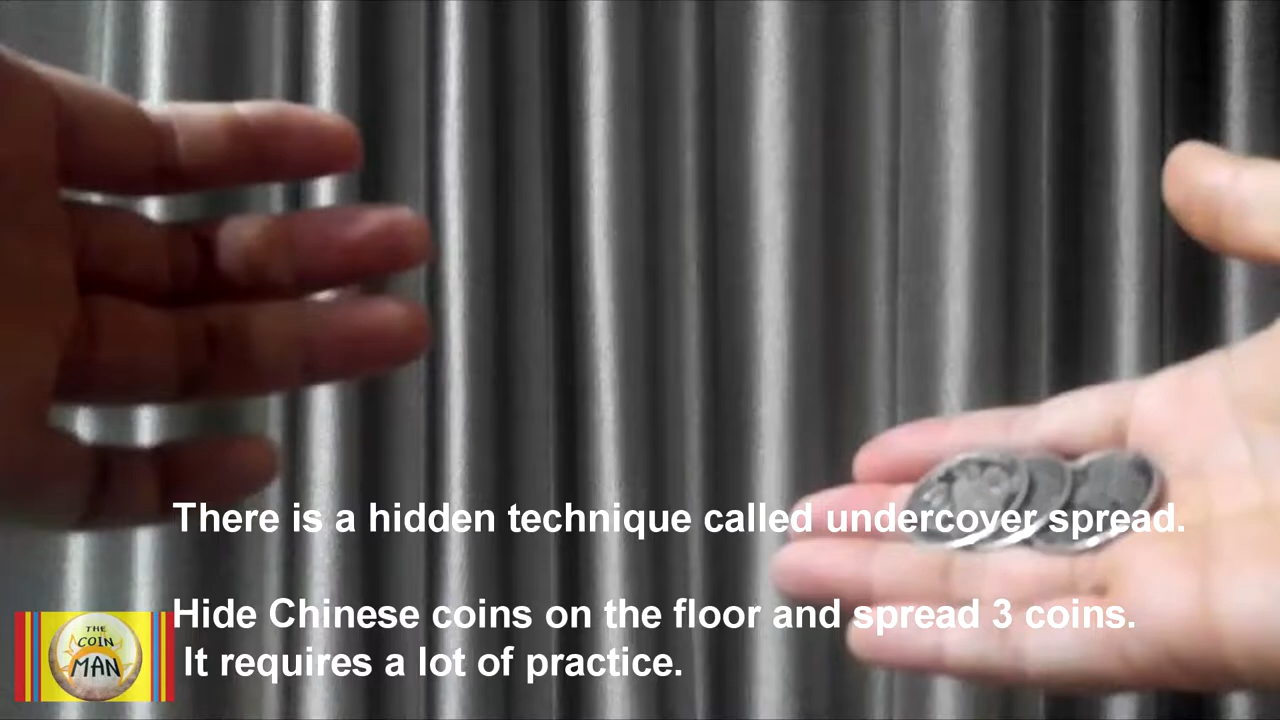 There is a hidden technique called undercover spread.
Hide Chinese coins on the floor and spread 3 coins.
It requires a lot of practice.
THE
COIN
MAN